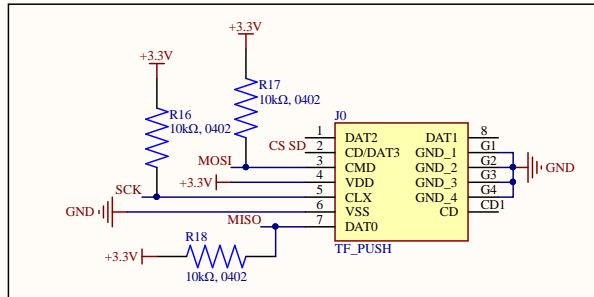 +3.3V
+3.3V
R17
10kΩ, 0402
R16
10kΩ, 0402
J0
1 DAT2 DAT1 8
CS SD 2 CD/DAT3 GND_1 G1
MOSI 3 CMD GND_2 G2 GND
+3.3V 4 VDD GND_3 G3
SCK 5 CLX GND_4 G4
GND 6 VSS CD CD1
MISO 7 DAT0
R18
TF_PUSH
+3.3V
10kΩ, 0402